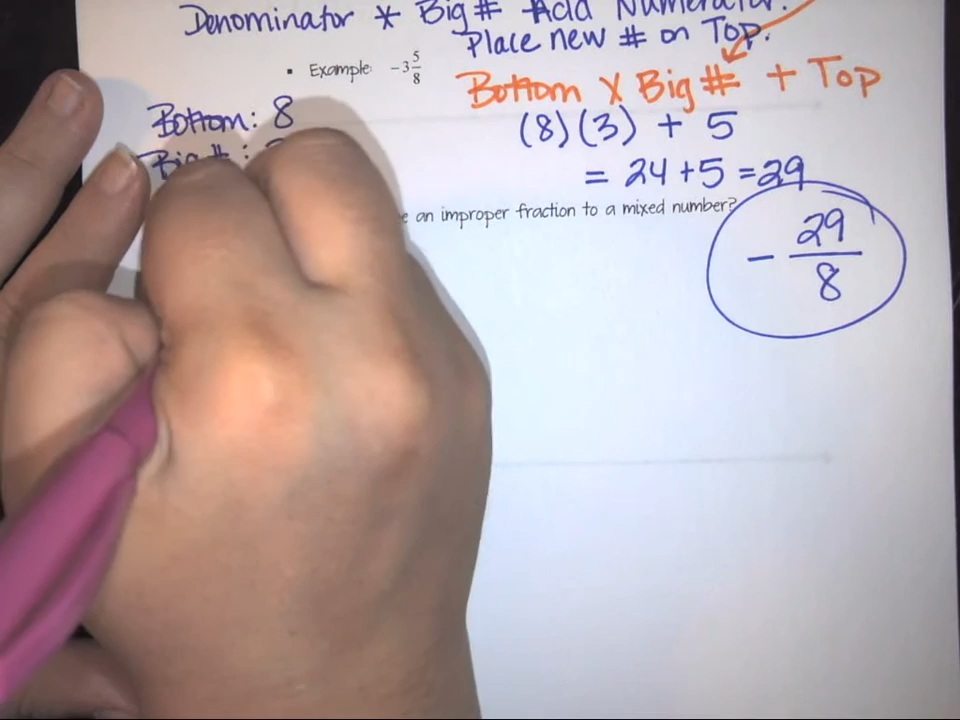 Denominator * Big # Add Numerator.
Place new # on Top.
▪ Example: -3 5/8
Bottom X Big # + Top
Bottom: 8
(8)(3) + 5
Big #:
= 24 + 5 = 29
an improper fraction to a mixed number?
- 29/8